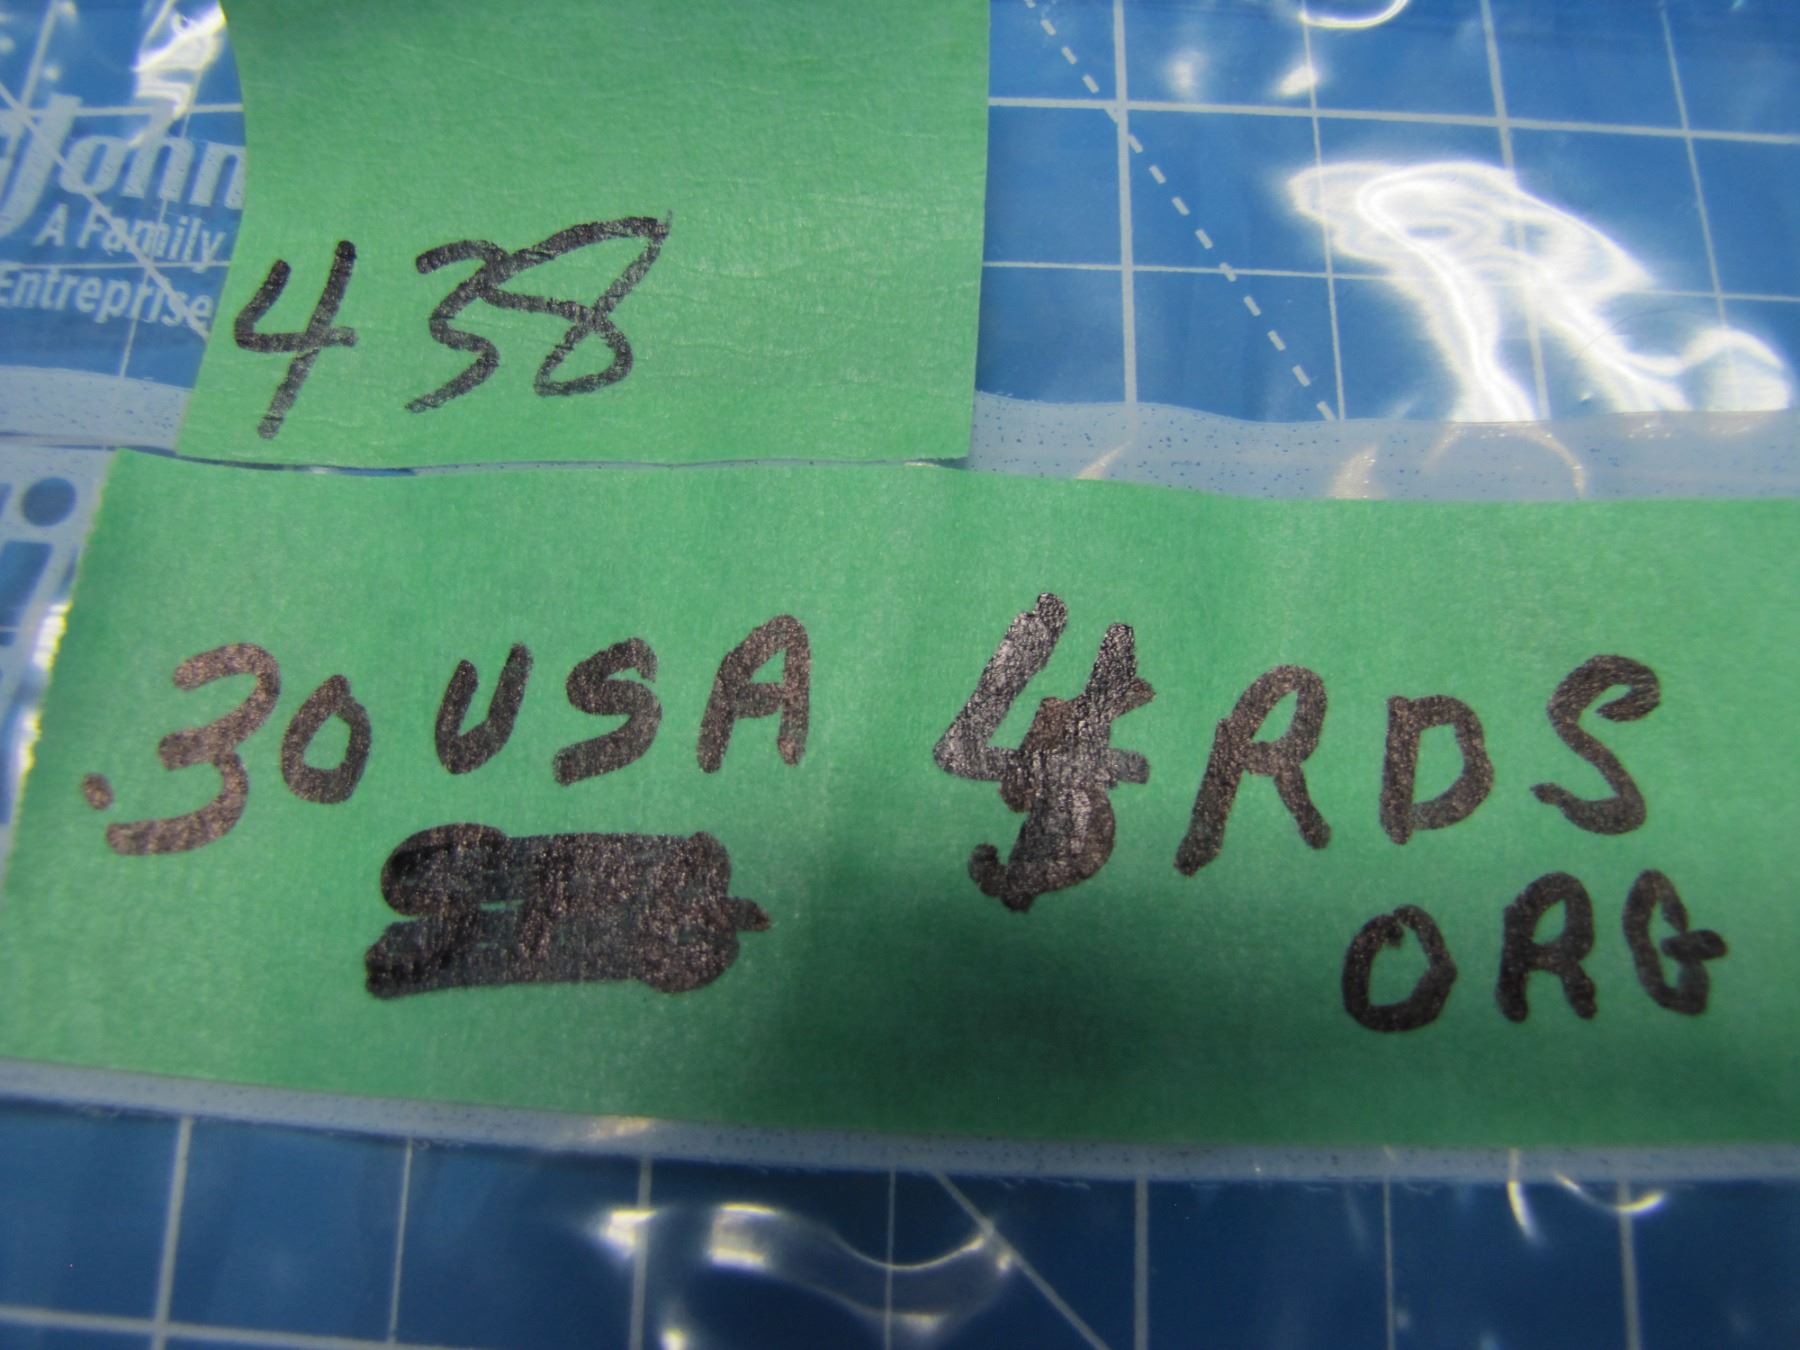 John
A Family
Entreprise
438
.30 USA 4 RDS
ORG